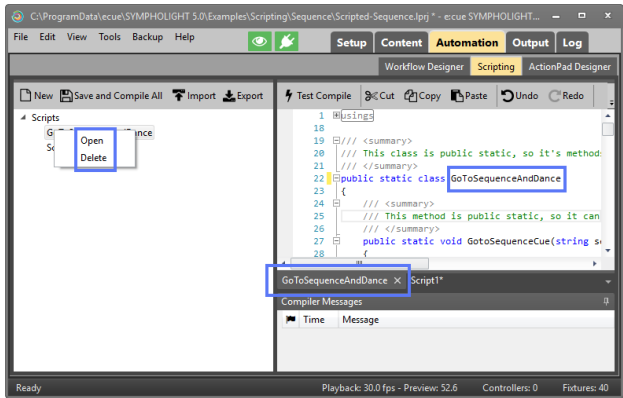 C:\ProgramData\ecue\SYMPHOLIGHT 5.0\Examples\Scripting\Sequence\Scripted-Sequence.lprj * - e:cue SYMPHOLIGHT...
File Edit View Tools Backup Help
Setup Content Automation Output Log
Workflow Designer Scripting ActionPad Designer
New Save and Compile All Import Export
Test Compile Cut Copy Paste Undo Redo
Scripts
Open
Delete
1 usings
18
19 /// <summary>
20 /// This class is public static, so it's method
21 /// </summary>
22 public static class GoToSequenceAndDance
23 {
24 /// <summary>
25 /// This method is public static, so it can
26 /// </summary>
27 public static void GotoSequenceCue(string s
28 {
GoToSequenceAndDance × Script1*
Compiler Messages
Time Message
Ready Playback: 30.0 fps - Preview: 52.6 Controllers: 0 Fixtures: 40